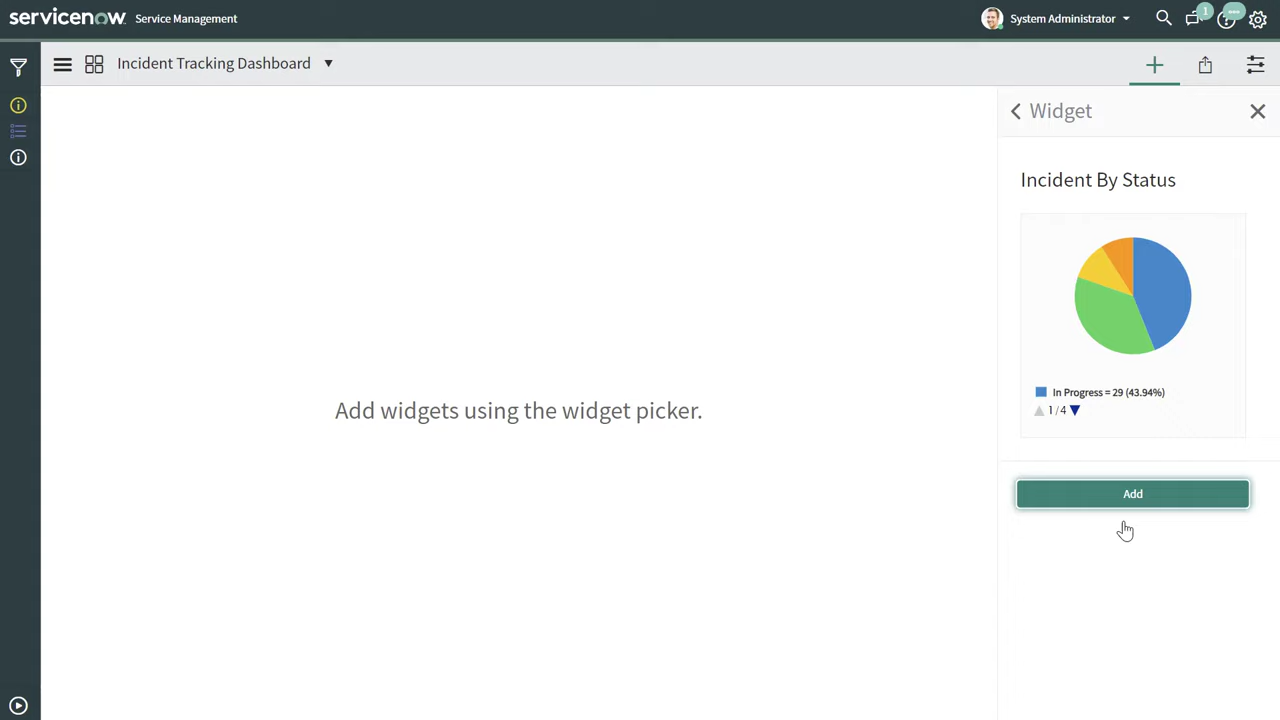 servicenow Service Management
System Administrator
1
Incident Tracking Dashboard
Widget
Incident By Status
In Progress = 29 (43.94%)
1/4
Add widgets using the widget picker.
Add